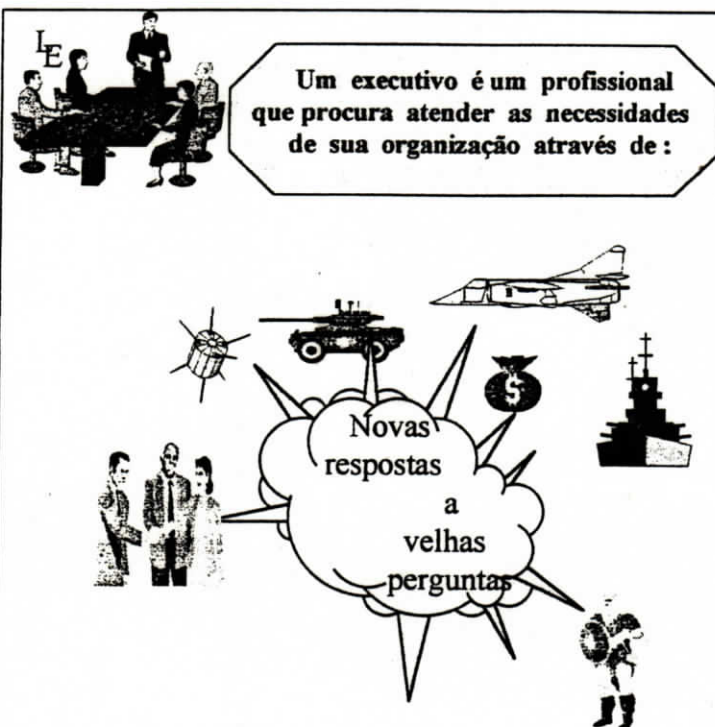 LE
Um executivo é um profissional
que procura atender as necessidades
de sua organização através de :
$
Novas
respostas
a
velhas
perguntas